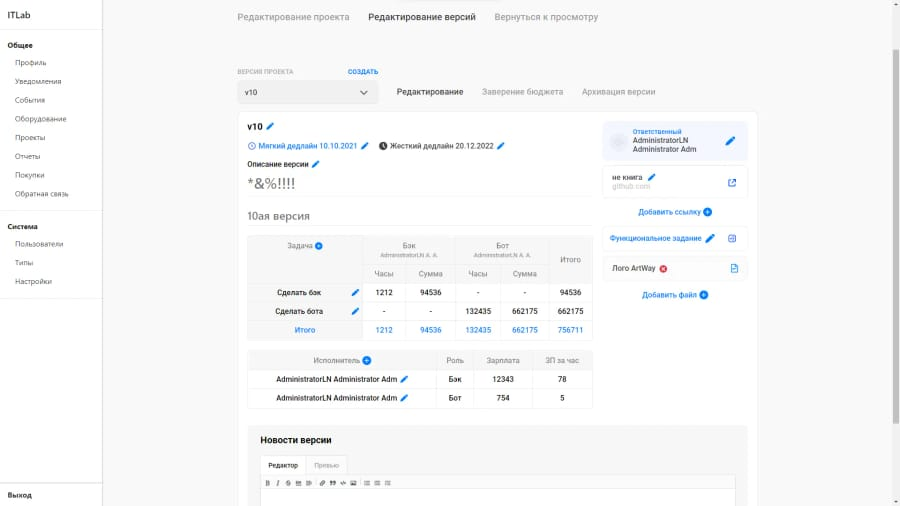 ITLab
Общее
Профиль
Уведомления
События
Оборудование
Проекты
Отчеты
Покупки
Обратная связь
Система
Пользователи
Типы
Настройки
Выход
Редактирование проекта Редактирование версий Вернуться к просмотру
ВЕРСИЯ ПРОЕКТА СОЗДАТЬ
v10
Редактирование Заверение бюджета Архивация версии
v10
Мягкий дедлайн 10.10.2021 Жесткий дедлайн 20.12.2022
Описание версии
*&%!!!!
10ая версия
Задача Бэк Бот Итого
AdministratorLN A. A. AdministratorLN A. A.
Часы Сумма Часы Сумма
Сделать бэк 1212 94536 - - 94536
Сделать бота - - 132435 662175 662175
Итого 1212 94536 132435 662175 756711
Исполнитель Роль Зарплата ЗП за час
AdministratorLN Administrator Adm Бэк 12343 78
AdministratorLN Administrator Adm Бот 754 5
Ответственный
AdministratorLN
Administrator Adm
не книга
github.com
Добавить ссылку
Функциональное задание
Лого ArtWay
Добавить файл
Новости версии
Редактор Превью